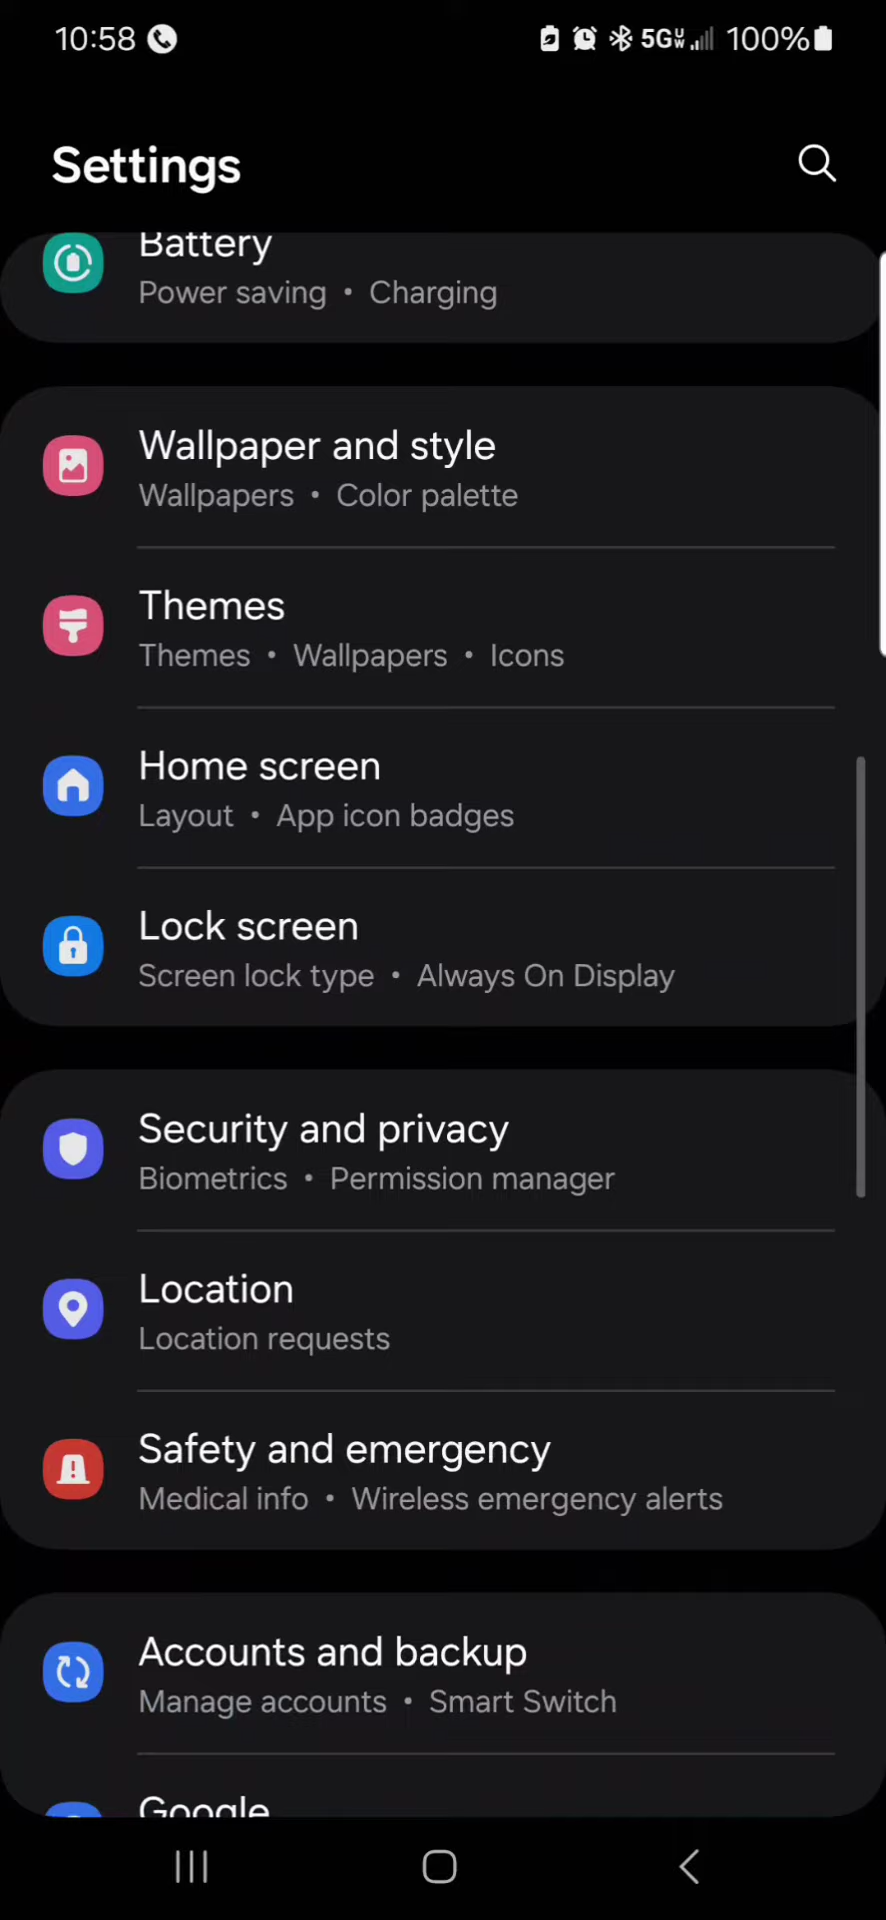 10:58 5G UW 100%
Settings
Battery
Power saving • Charging
Wallpaper and style
Wallpapers • Color palette
Themes
Themes • Wallpapers • Icons
Home screen
Layout • App icon badges
Lock screen
Screen lock type • Always On Display
Security and privacy
Biometrics • Permission manager
Location
Location requests
Safety and emergency
Medical info • Wireless emergency alerts
Accounts and backup
Manage accounts • Smart Switch
Google